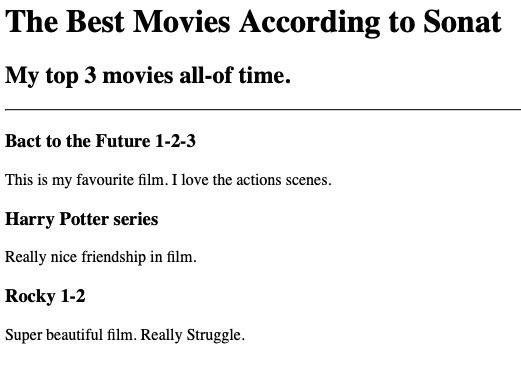 The Best Movies According to Sonat
My top 3 movies all-of time.
Bact to the Future 1-2-3
This is my favourite film. I love the actions scenes.
Harry Potter series
Really nice friendship in film.
Rocky 1-2
Super beautiful film. Really Struggle.